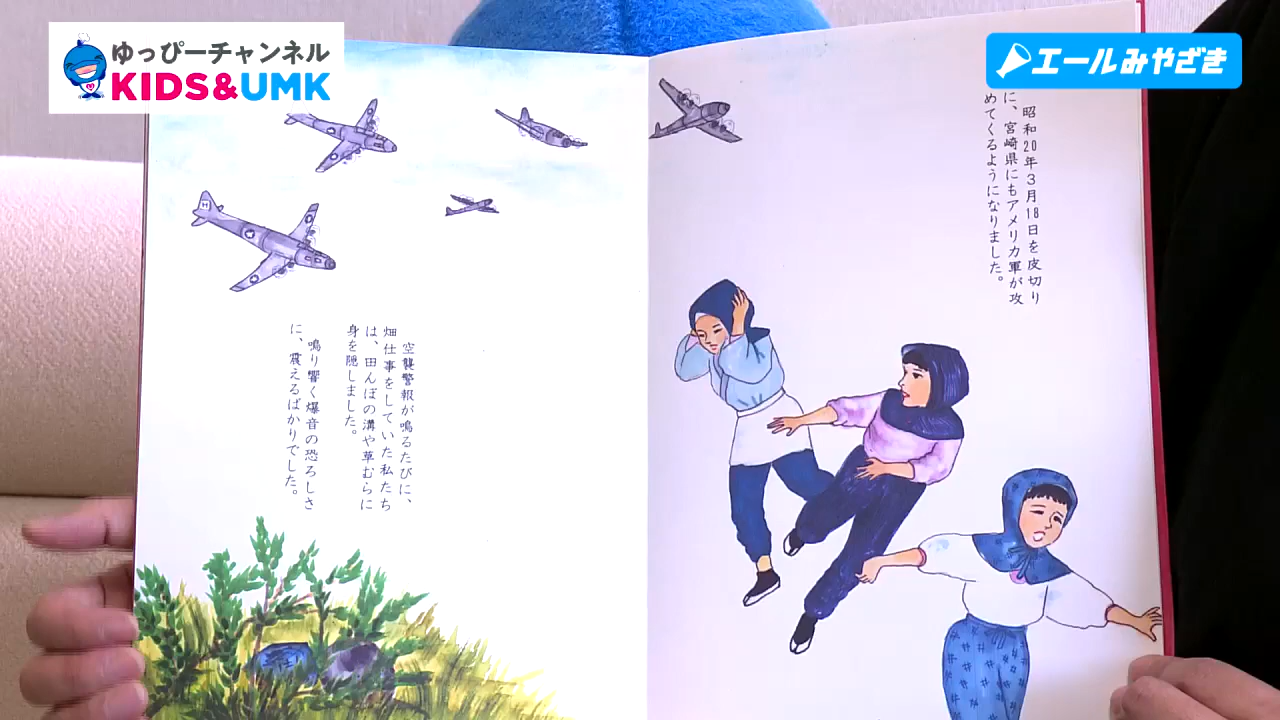 ゆっぴーチャンネル
KIDS&UMK
エールみやざき
昭和20年3月18日を皮切り
に、宮崎県にもアメリカ軍が攻
めてくるようになりました。
空襲警報が鳴るたびに、
畑仕事をしていた私たち
は、田んぼの溝や草むらに
身を隠しました。
鳴り響く爆音の恐ろしさ
に、震えるばかりでした。